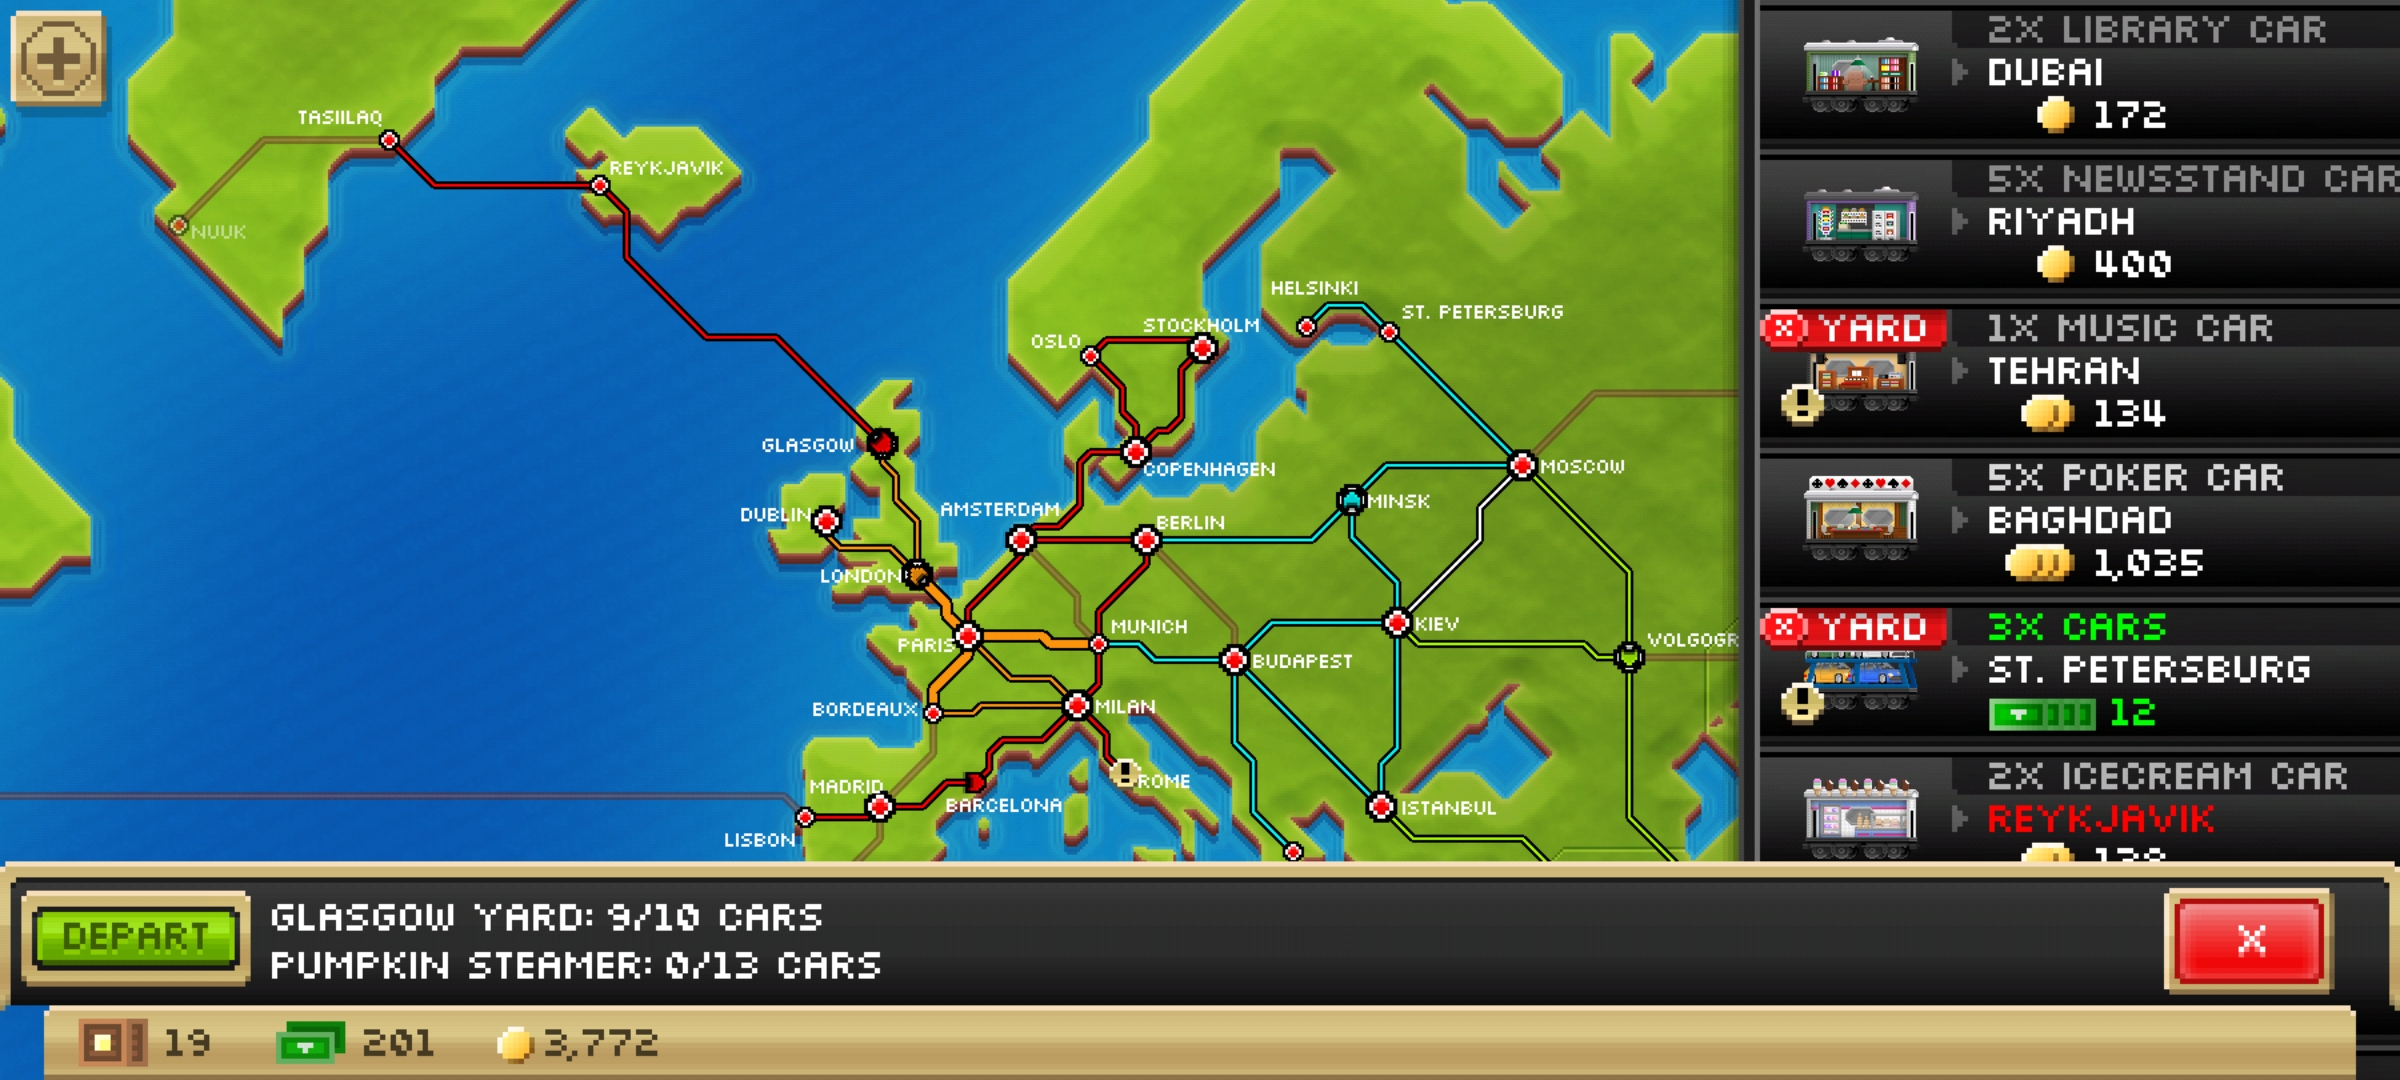 TASIILAQ
REYKJAVIK
NUUK
HELSINKI
ST. PETERSBURG
STOCKHOLM
OSLO
GLASGOW
COPENHAGEN
MOSCOW
MINSK
DUBLIN
AMSTERDAM
BERLIN
LONDON
PARIS
MUNICH
KIEV
VOLGOGR
BUDAPEST
BORDEAUX
MILAN
MADRID
ROME
BARCELONA
ISTANBUL
LISBON
2X LIBRARY CAR
DUBAI
172
5X NEWSSTAND CAR
RIYADH
400
YARD
1X MUSIC CAR
TEHRAN
134
5X POKER CAR
BAGHDAD
1,035
YARD
3X CARS
ST. PETERSBURG
12
2X ICECREAM CAR
REYKJAVIK
DEPART
GLASGOW YARD: 9/10 CARS
PUMPKIN STEAMER: 0/13 CARS
X
19
201
3,772